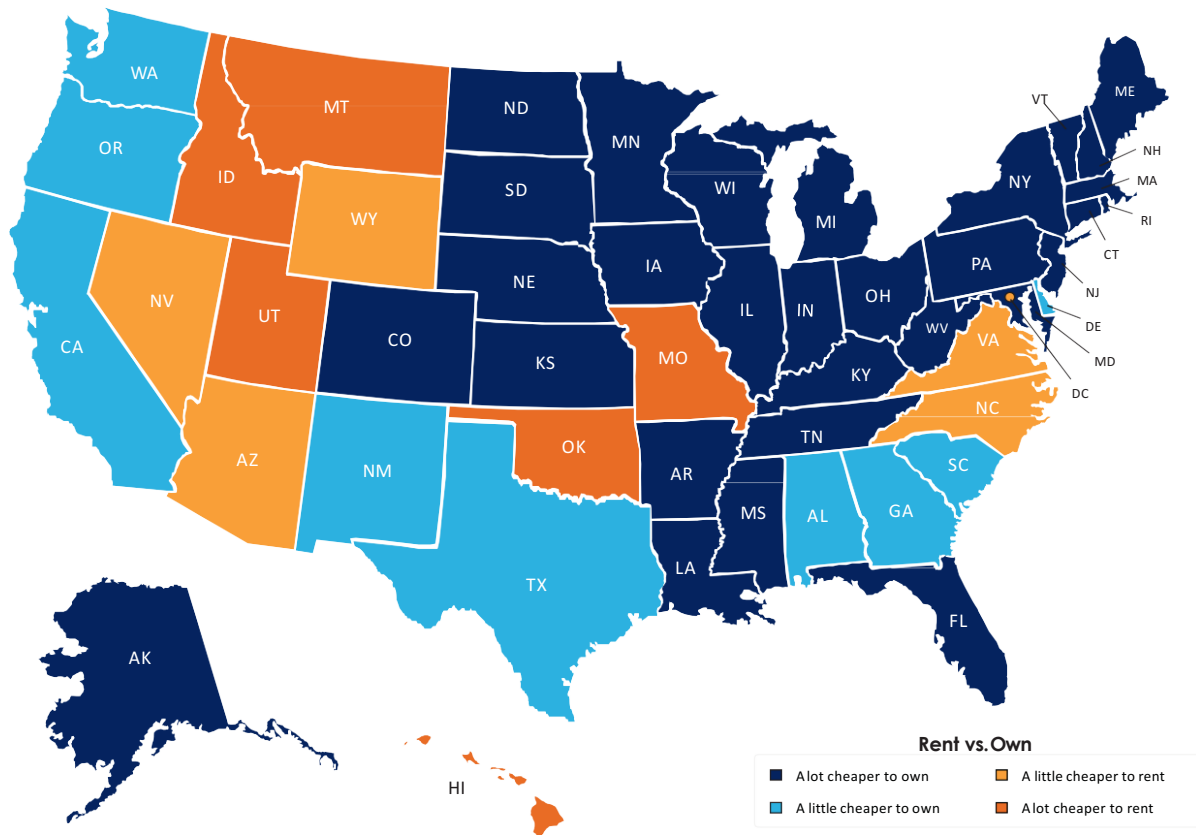 WA
MT
ND
MN
VT
ME
OR
ID
SD
WI
NY
NH
MA
WY
MI
RI
NV
NE
IA
PA
CT
UT
CO
IL
IN
OH
NJ
CA
KS
MO
KY
WV
VA
DE
MD
DC
AZ
NM
OK
AR
TN
NC
SC
TX
LA
MS
AL
GA
FL
AK
HI
Rent vs. Own
A lot cheaper to own
A little cheaper to rent
A little cheaper to own
A lot cheaper to rent